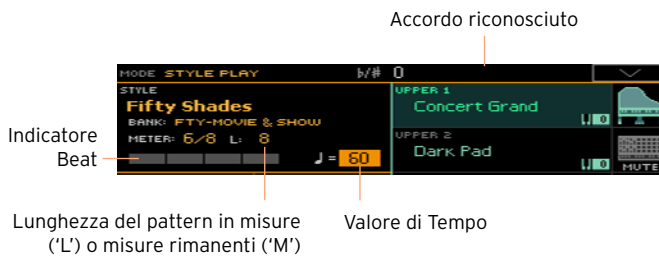 Accordo riconosciuto
MODE STYLE PLAY ♭/# 0
STYLE
Fifty Shades
BANK: FTY-MOVIE & SHOW
METER: 6/8 L: 8
♩ = 60
UPPER 1
Concert Grand
0
UPPER 2
Dark Pad
0
MUTE
Indicatore
Beat
Lunghezza del pattern in misure
('L') o misure rimanenti ('M')
Valore di Tempo